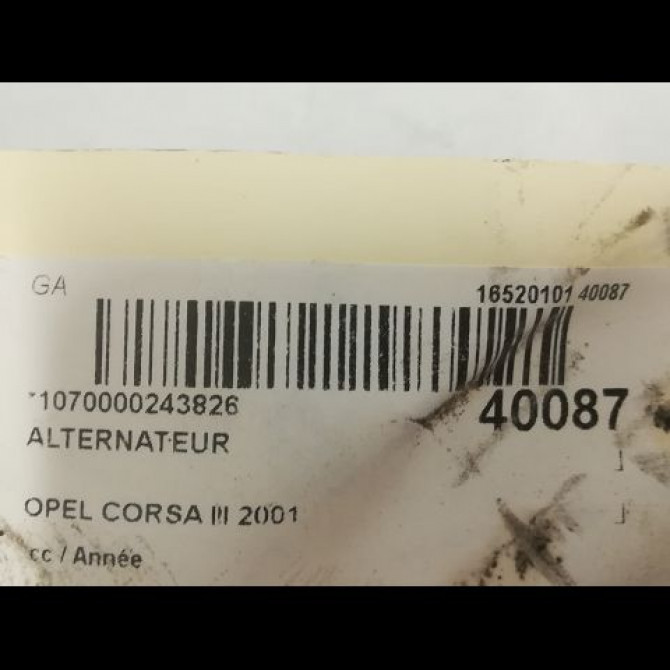 GA
16520101 40087
*1070000243826
40087
ALTERNATEUR
OPEL CORSA III 2001
cc / Année